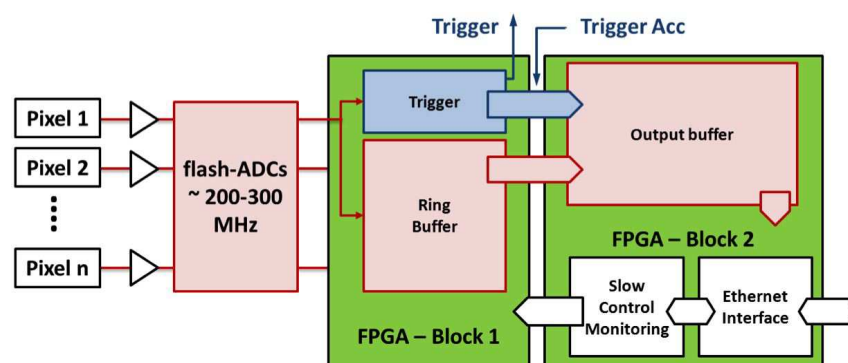 Trigger
Trigger Acc
Pixel 1
Pixel 2
Pixel n
flash-ADCs
~ 200-300
MHz
Trigger
Ring
Buffer
FPGA – Block 1
Output buffer
FPGA – Block 2
Slow
Control
Monitoring
Ethernet
Interface